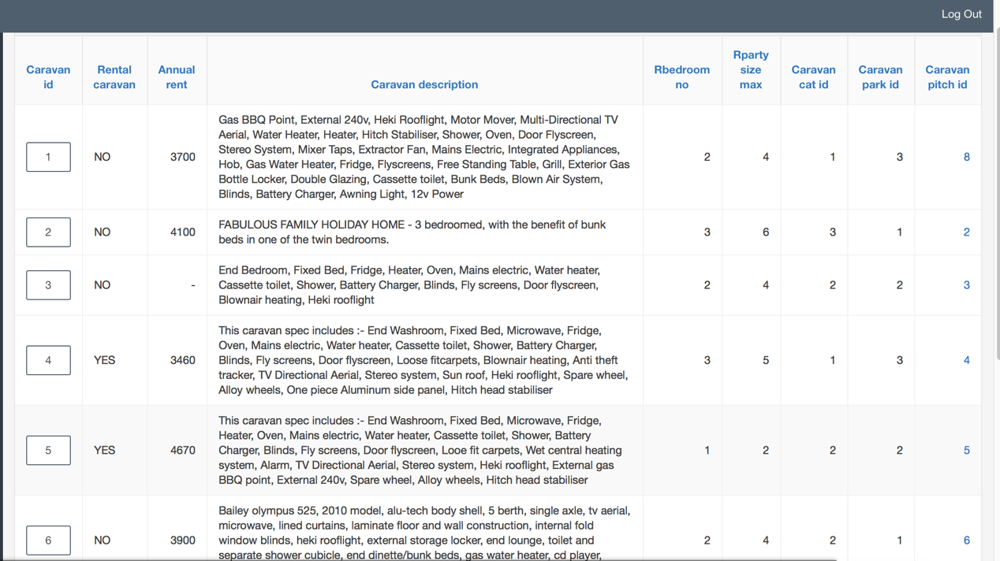 Log Out
Caravan id
Rental caravan
Annual rent
Caravan description
Rbedroom no
Rparty size max
Caravan cat id
Caravan park id
Caravan pitch id
1
NO
3700
Gas BBQ Point, External 240v, Heki Rooflight, Motor Mover, Multi-Directional TV
Aerial, Water Heater, Heater, Hitch Stabiliser, Shower, Oven, Door Flyscreen,
Stereo System, Mixer Taps, Extractor Fan, Mains Electric, Integrated Appliances,
Hob, Gas Water Heater, Fridge, Flyscreens, Free Standing Table, Grill, Exterior Gas
Bottle Locker, Double Glazing, Cassette toilet, Bunk Beds, Blown Air System,
Blinds, Battery Charger, Awning Light, 12v Power
2
4
1
3
8
2
NO
4100
FABULOUS FAMILY HOLIDAY HOME - 3 bedroomed, with the benefit of bunk
beds in one of the twin bedrooms.
3
6
3
1
2
3
NO
-
End Bedroom, Fixed Bed, Fridge, Heater, Oven, Mains electric, Water heater,
Cassette toilet, Shower, Battery Charger, Blinds, Fly screens, Door flyscreen,
Blownair heating, Heki rooflight
2
4
2
2
3
4
YES
3460
This caravan spec includes :- End Washroom, Fixed Bed, Microwave, Fridge,
Oven, Mains electric, Water heater, Cassette toilet, Shower, Battery Charger,
Blinds, Fly screens, Door flyscreen, Loose fitcarpets, Blownair heating, Anti theft
tracker, TV Directional Aerial, Stereo system, Sun roof, Heki rooflight, Spare wheel,
Alloy wheels, One piece Aluminum side panel, Hitch head stabiliser
3
5
1
3
4
5
YES
4670
This caravan spec includes :- End Washroom, Fixed Bed, Microwave, Fridge,
Heater, Oven, Mains electric, Water heater, Cassette toilet, Shower, Battery
Charger, Blinds, Fly screens, Door flyscreen, Looe fit carpets, Wet central heating
system, Alarm, TV Directional Aerial, Stereo system, Heki rooflight, External gas
BBQ point, External 240v, Spare wheel, Alloy wheels, Hitch head stabiliser
1
2
2
2
5
6
NO
3900
Bailey olympus 525, 2010 model, alu-tech body shell, 5 berth, single axle, tv aerial,
microwave, lined curtains, laminate floor and wall construction, internal fold
window blinds, heki rooflight, external storage locker, end lounge, toilet and
separate shower cubicle, end dinette/bunk beds, gas water heater, cd player,
2
4
2
1
6